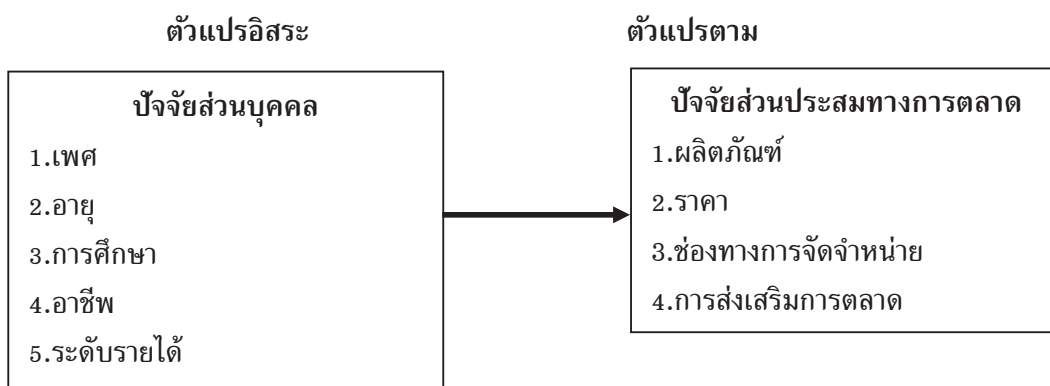 ตัวแปรอิสระ
ตัวแปรตาม
ปัจจัยส่วนบุคคล
1.เพศ
2.อายุ
3.การศึกษา
4.อาชีพ
5.ระดับรายได้
ปัจจัยส่วนประสมทางการตลาด
1.ผลิตภัณฑ์
2.ราคา
3.ช่องทางการจัดจำหน่าย
4.การส่งเสริมการตลาด